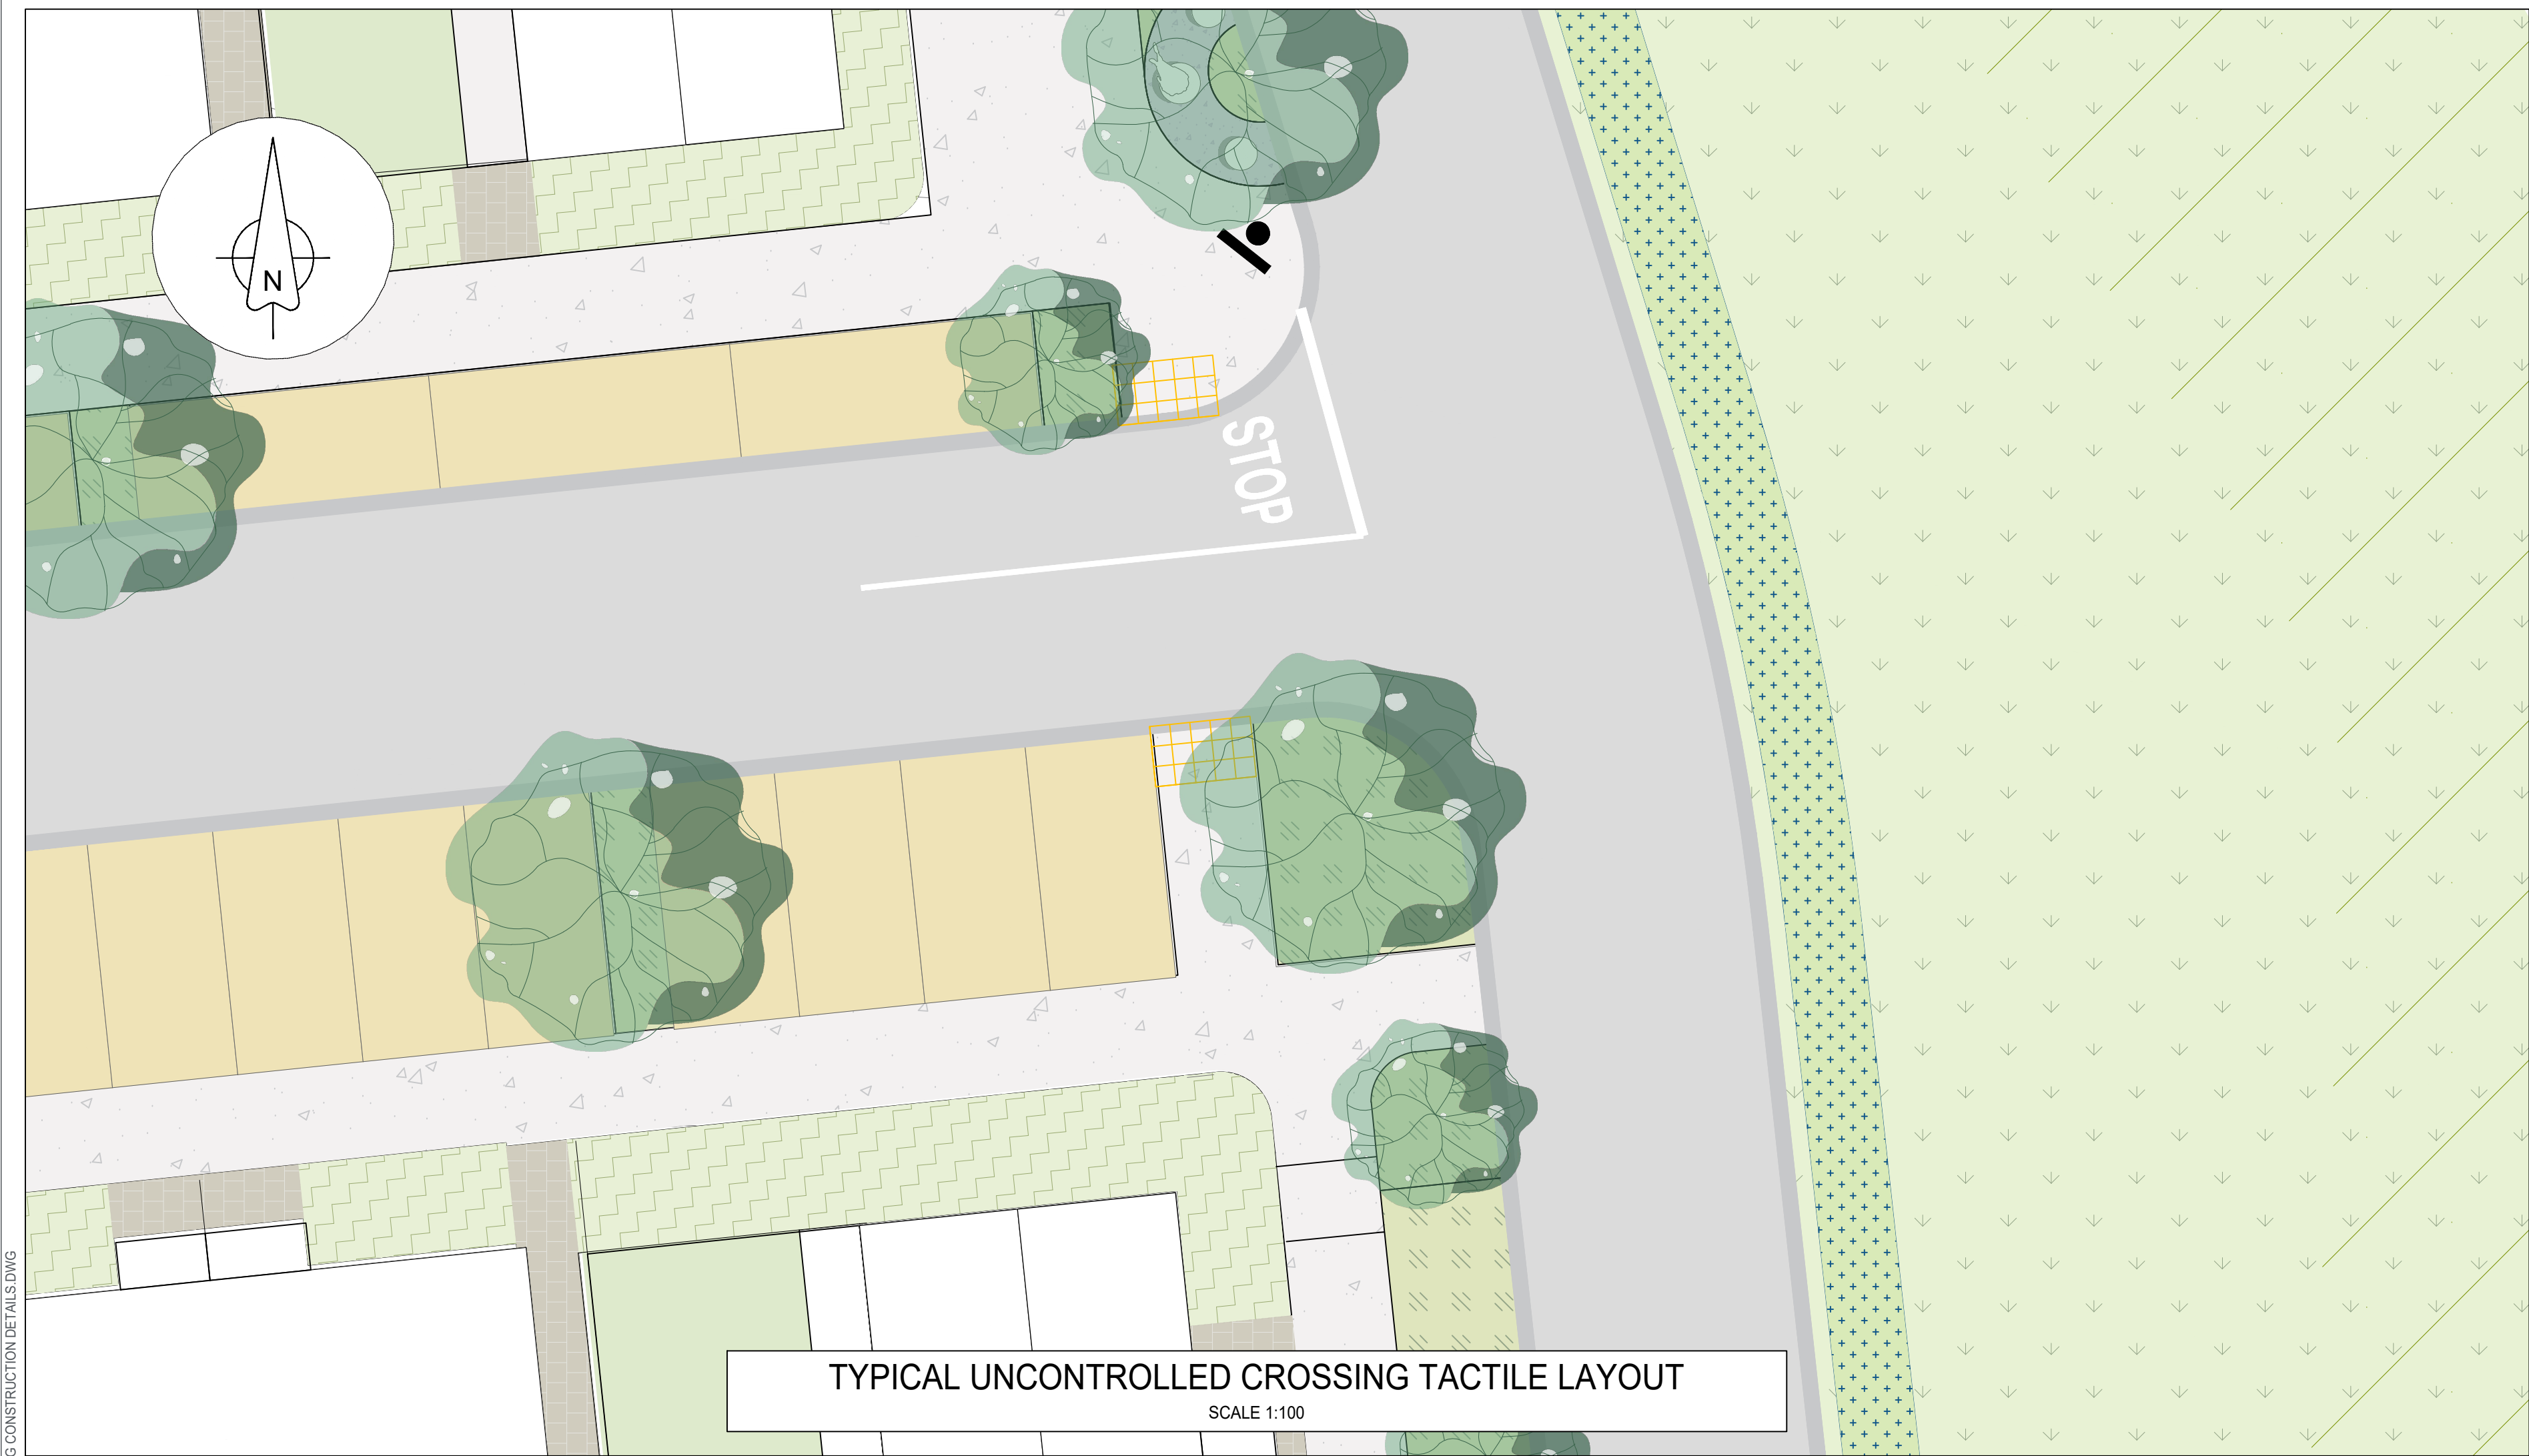 N
STOP
TYPICAL UNCONTROLLED CROSSING TACTILE LAYOUT
SCALE 1:100
G CONSTRUCTION DETAILS.DWG